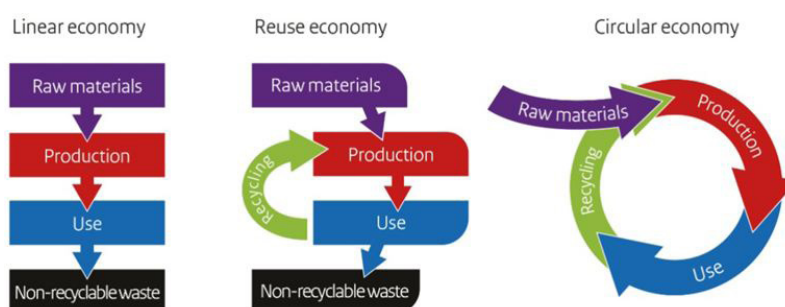 Linear economy
Raw materials
Production
Use
Non-recyclable waste
Reuse economy
Raw materials
Production
Recycling
Use
Non-recyclable waste
Circular economy
Raw materials
Production
Recycling
Use